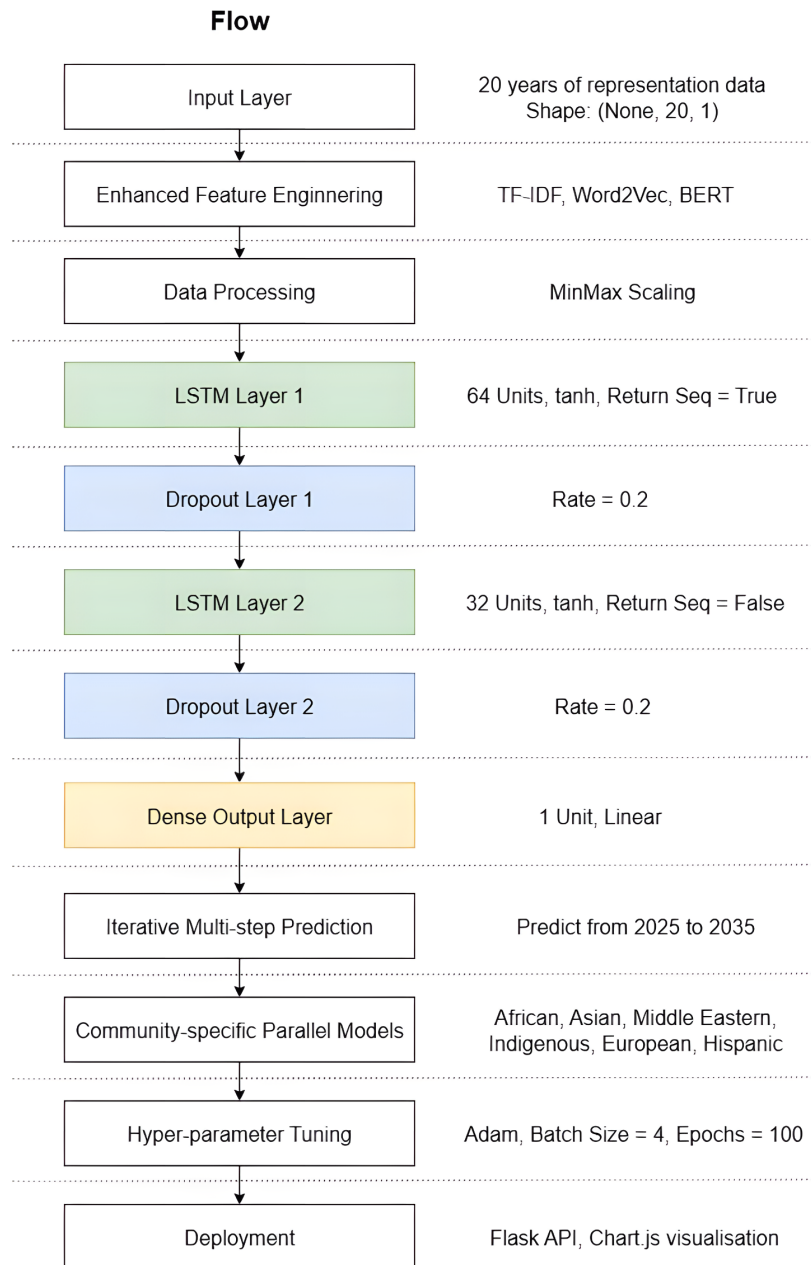 Flow
Input Layer
20 years of representation data
Shape: (None, 20, 1)
Enhanced Feature Enginnering
TF-IDF, Word2Vec, BERT
Data Processing
MinMax Scaling
LSTM Layer 1
64 Units, tanh, Return Seq = True
Dropout Layer 1
Rate = 0.2
LSTM Layer 2
32 Units, tanh, Return Seq = False
Dropout Layer 2
Rate = 0.2
Dense Output Layer
1 Unit, Linear
Iterative Multi-step Prediction
Predict from 2025 to 2035
Community-specific Parallel Models
African, Asian, Middle Eastern,
Indigenous, European, Hispanic
Hyper-parameter Tuning
Adam, Batch Size = 4, Epochs = 100
Deployment
Flask API, Chart.js visualisation